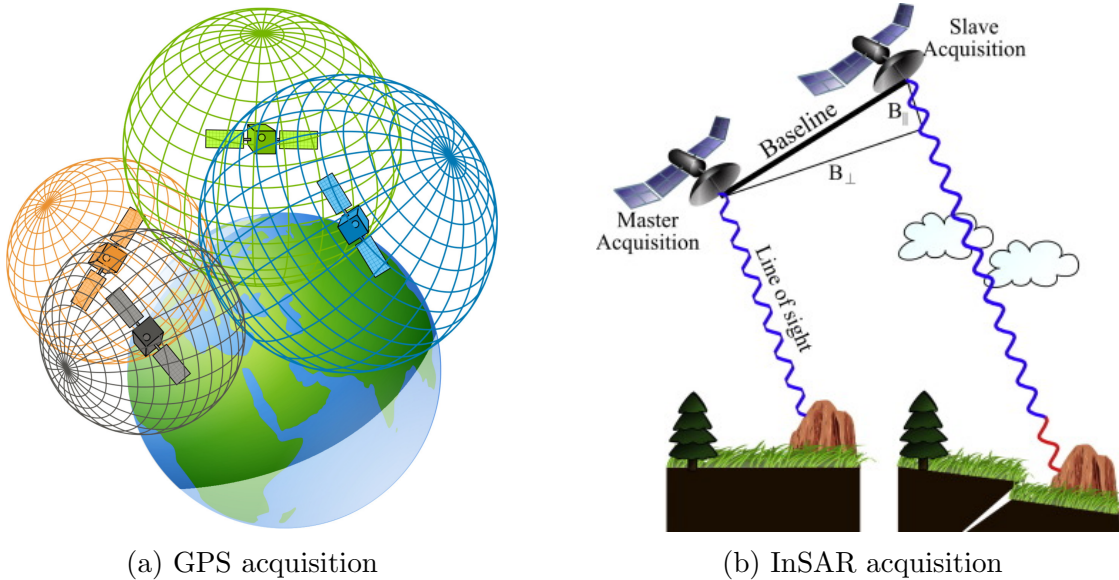 Slave
Acquisition
Baseline
B∥
B⊥
Master
Acquisition
Line of sight
(a) GPS acquisition
(b) InSAR acquisition